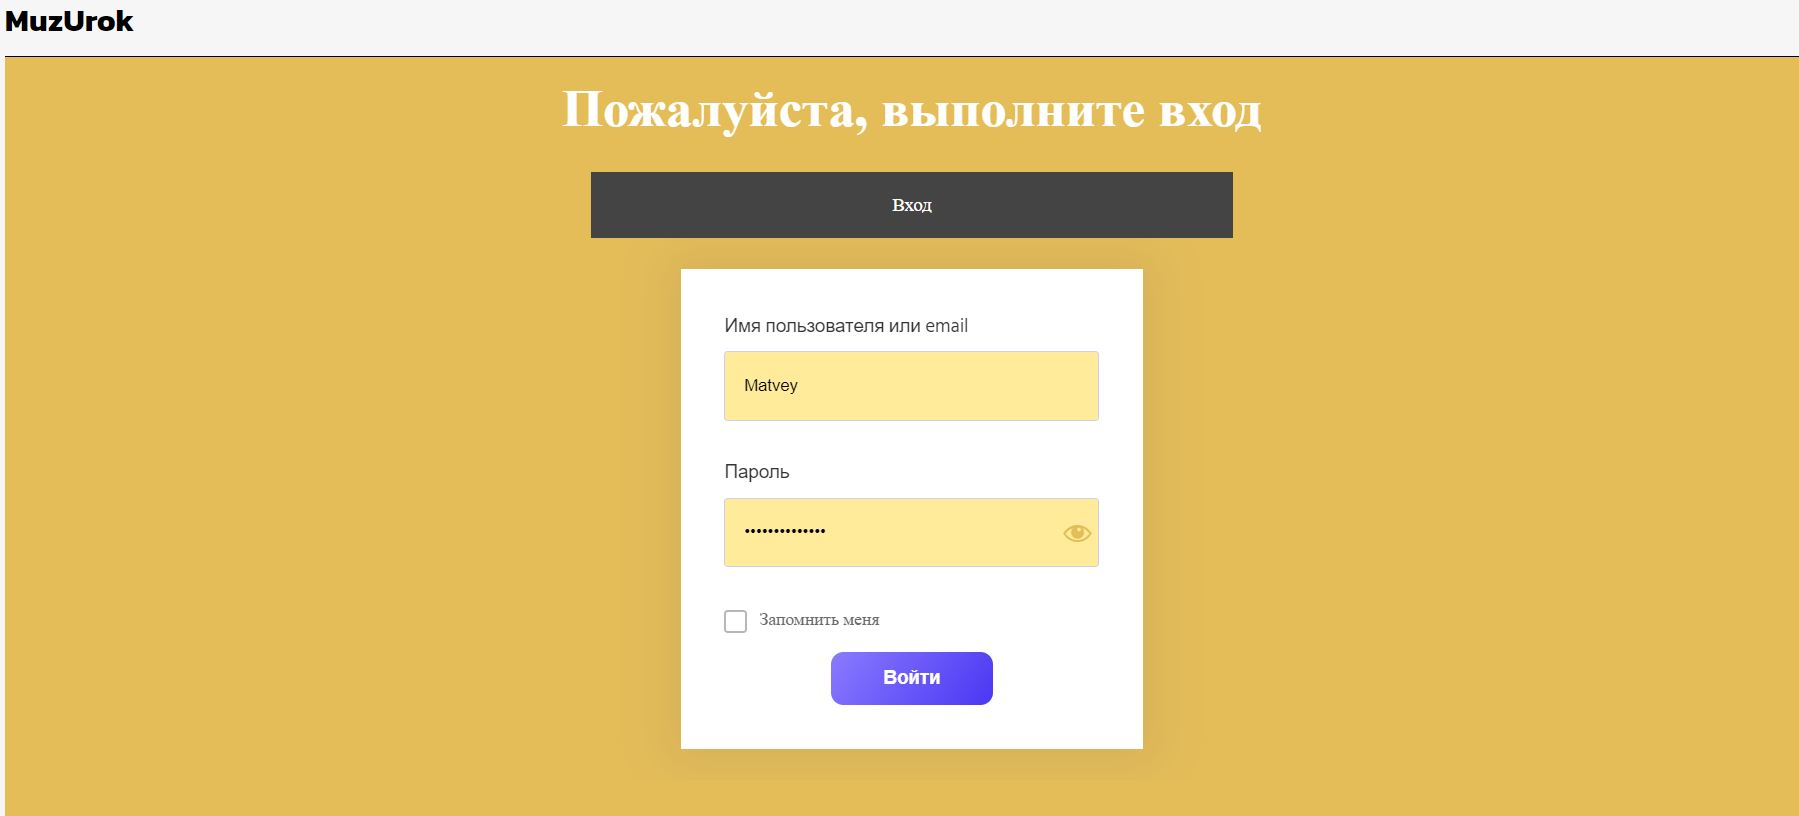 MuzUrok
Пожалуйста, выполните вход
Вход
Имя пользователя или email
Matvey
Пароль
••••••••••••••
Запомнить меня
Войти